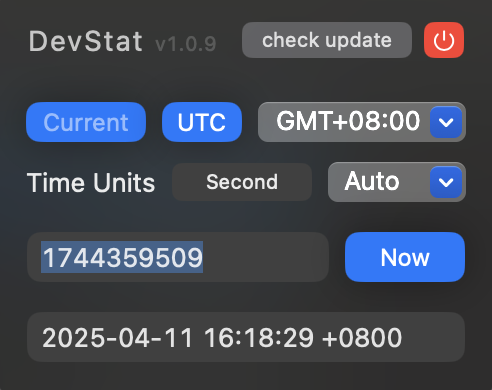 DevStat v1.0.9 check update
Current UTC GMT+08:00
Time Units Second Auto
1744359509 Now
2025-04-11 16:18:29 +0800